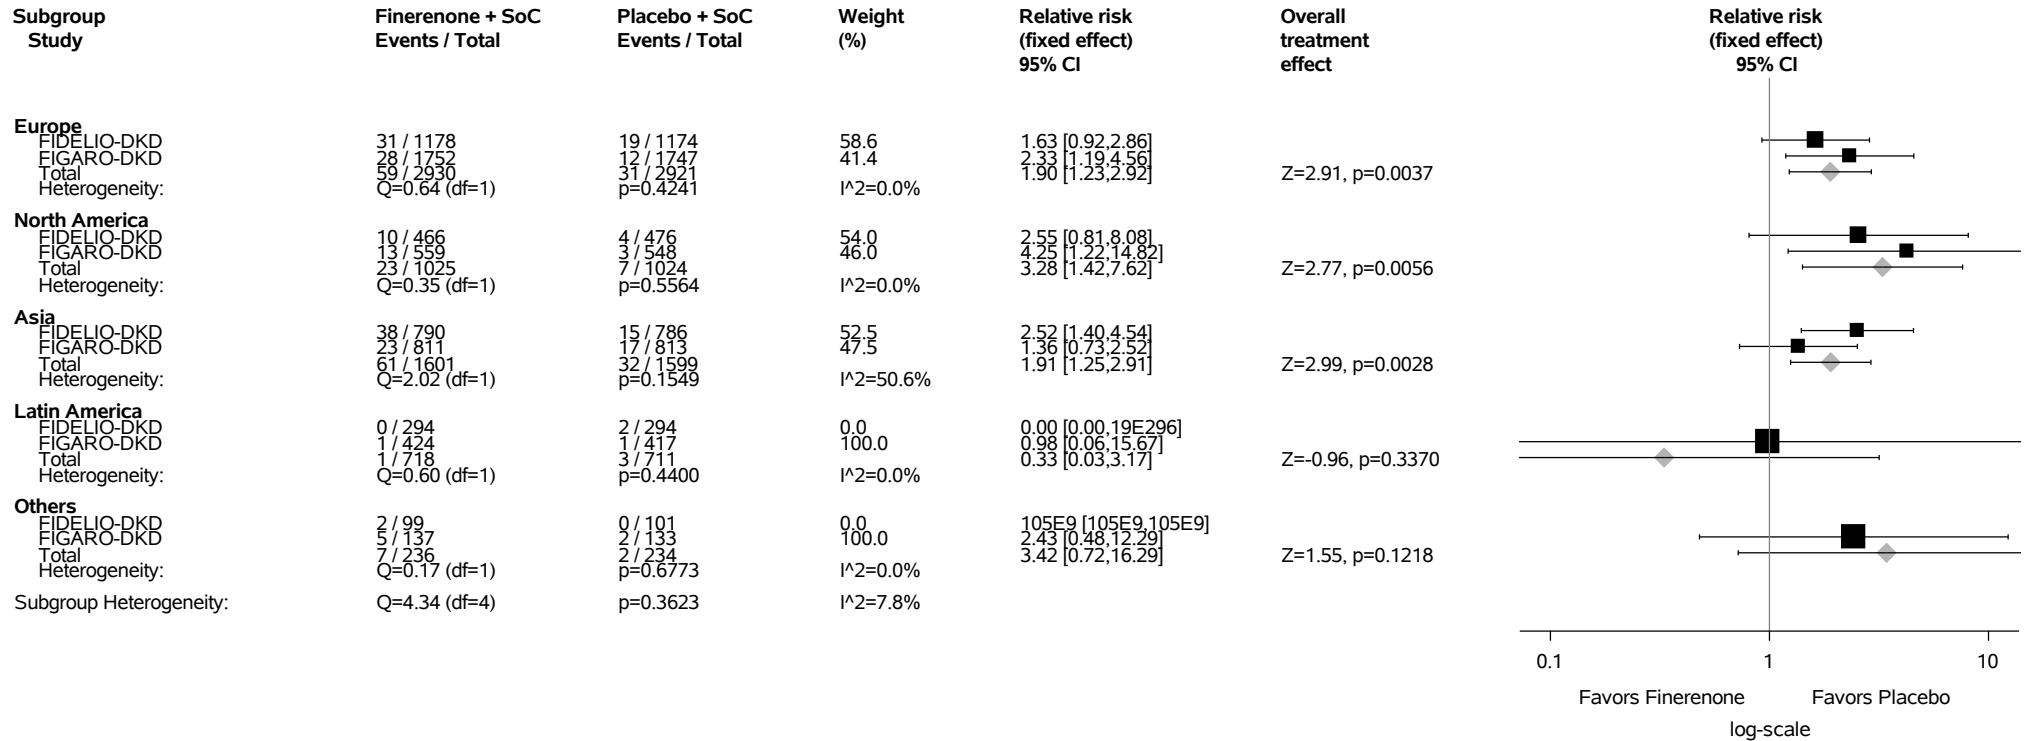 Subgroup Finerenone + SoC Placebo + SoC Weight Relative risk Overall Relative risk
Study Events / Total Events / Total (%) (fixed effect) treatment (fixed effect)
95% CI effect 95% CI
Europe
FIDELIO-DKD 31 / 1178 19 / 1174 58.6 1.63 [0.92,2.86]
FIGARO-DKD 28 / 1752 12 / 1747 41.4 2.33 [1.19,4.56]
Total 59 / 2930 31 / 2921 1.90 [1.23,2.92] Z=2.91, p=0.0037
Heterogeneity: Q=0.64 (df=1) p=0.4241 I^2=0.0%
North America
FIDELIO-DKD 10 / 466 4 / 476 54.0 2.55 [0.81,8.08]
FIGARO-DKD 13 / 559 3 / 548 46.0 4.25 [1.22,14.82]
Total 23 / 1025 7 / 1024 3.28 [1.42,7.62] Z=2.77, p=0.0056
Heterogeneity: Q=0.35 (df=1) p=0.5564 I^2=0.0%
Asia
FIDELIO-DKD 38 / 790 15 / 786 52.5 2.52 [1.40,4.54]
FIGARO-DKD 23 / 811 17 / 813 47.5 1.36 [0.73,2.52]
Total 61 / 1601 32 / 1599 1.91 [1.25,2.91] Z=2.99, p=0.0028
Heterogeneity: Q=2.02 (df=1) p=0.1549 I^2=50.6%
Latin America
FIDELIO-DKD 0 / 294 2 / 294 0.0 0.00 [0.00,19E296]
FIGARO-DKD 1 / 424 1 / 417 100.0 0.98 [0.06,15.67]
Total 1 / 718 3 / 711 0.33 [0.03,3.17] Z=-0.96, p=0.3370
Heterogeneity: Q=0.60 (df=1) p=0.4400 I^2=0.0%
Others
FIDELIO-DKD 2 / 99 0 / 101 0.0 105E9 [105E9,105E9]
FIGARO-DKD 5 / 137 2 / 133 100.0 2.43 [0.48,12.29]
Total 7 / 236 2 / 234 3.42 [0.72,16.29] Z=1.55, p=0.1218
Heterogeneity: Q=0.17 (df=1) p=0.6773 I^2=0.0%
Subgroup Heterogeneity: Q=4.34 (df=4) p=0.3623 I^2=7.8%
0.1 1 10
Favors Finerenone Favors Placebo
log-scale